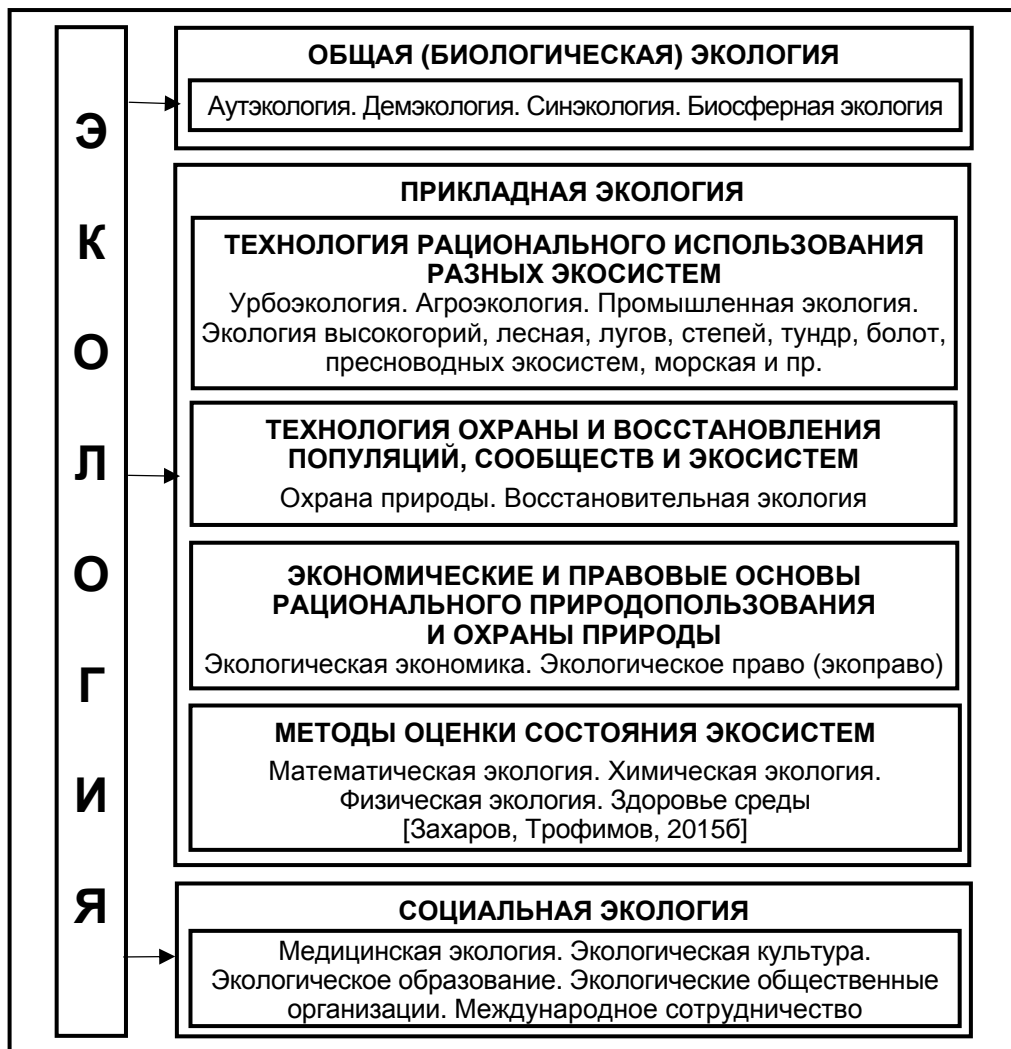 ЭКОЛОГИЯ
ОБЩАЯ (БИОЛОГИЧЕСКАЯ) ЭКОЛОГИЯ
Аутэкология. Демэкология. Синэкология. Биосферная экология
ПРИКЛАДНАЯ ЭКОЛОГИЯ
ТЕХНОЛОГИЯ РАЦИОНАЛЬНОГО ИСПОЛЬЗОВАНИЯ
РАЗНЫХ ЭКОСИСТЕМ
Урбоэкология. Агроэкология. Промышленная экология.
Экология высокогорий, лесная, лугов, степей, тундр, болот,
пресноводных экосистем, морская и пр.
ТЕХНОЛОГИЯ ОХРАНЫ И ВОССТАНОВЛЕНИЯ
ПОПУЛЯЦИЙ, СООБЩЕСТВ И ЭКОСИСТЕМ
Охрана природы. Восстановительная экология
ЭКОНОМИЧЕСКИЕ И ПРАВОВЫЕ ОСНОВЫ
РАЦИОНАЛЬНОГО ПРИРОДОПОЛЬЗОВАНИЯ
И ОХРАНЫ ПРИРОДЫ
Экологическая экономика. Экологическое право (экоправо)
МЕТОДЫ ОЦЕНКИ СОСТОЯНИЯ ЭКОСИСТЕМ
Математическая экология. Химическая экология.
Физическая экология. Здоровье среды
[Захаров, Трофимов, 2015б]
СОЦИАЛЬНАЯ ЭКОЛОГИЯ
Медицинская экология. Экологическая культура.
Экологическое образование. Экологические общественные
организации. Международное сотрудничество